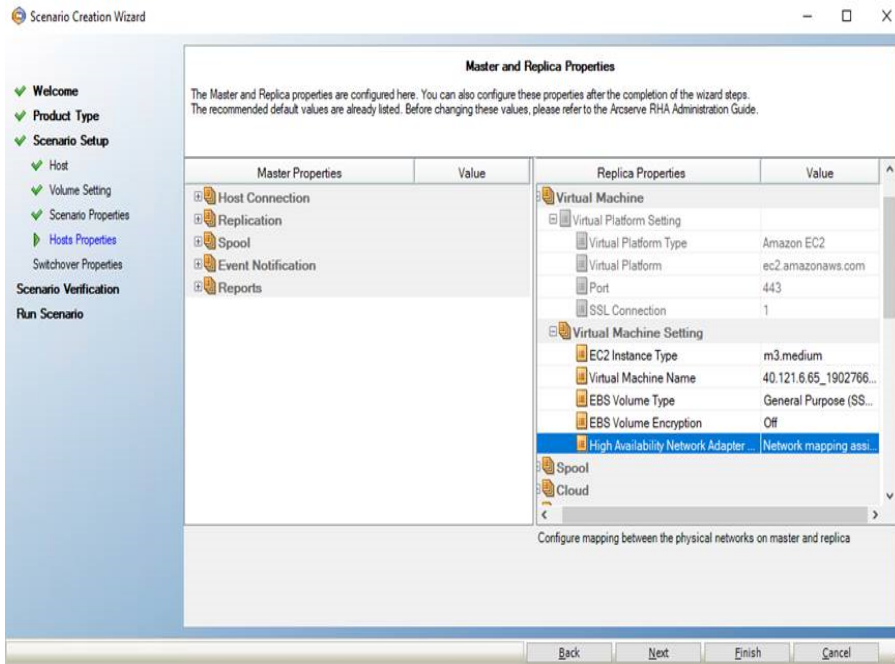 Scenario Creation Wizard
Welcome
Product Type
Scenario Setup
Host
Volume Setting
Scenario Properties
Hosts Properties
Switchover Properties
Scenario Verification
Run Scenario
Master and Replica Properties
The Master and Replica properties are configured here. You can also configure these properties after the completion of the wizard steps.
The recommended default values are already listed. Before changing these values, please refer to the Arcserve RHA Administration Guide.
Master Properties Value
Host Connection
Replication
Spool
Event Notification
Reports
Replica Properties Value
Virtual Machine
Virtual Platform Setting
Virtual Platform Type Amazon EC2
Virtual Platform ec2.amazonaws.com
Port 443
SSL Connection 1
Virtual Machine Setting
EC2 Instance Type m3.medium
Virtual Machine Name 40.121.6.65_1902766...
EBS Volume Type General Purpose (SS...
EBS Volume Encryption Off
High Availability Network Adapter ... Network mapping assi...
Spool
Cloud
Configure mapping between the physical networks on master and replica
Back Next Finish Cancel